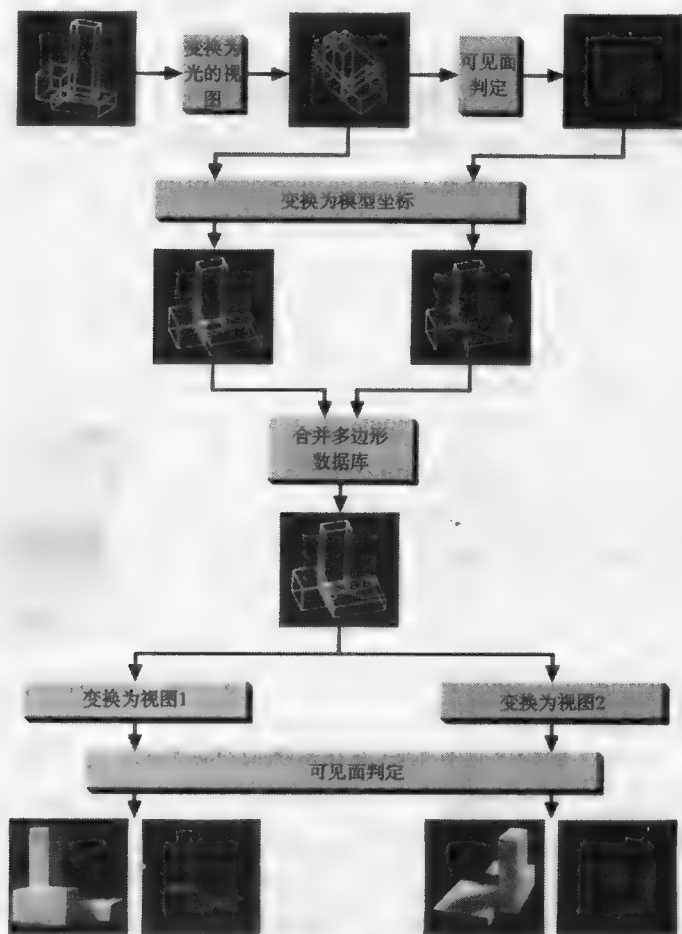 变换为
光的视
图
可见面
判定
变换为模型坐标
合并多边形
数据库
变换为视图1
变换为视图2
可见面判定